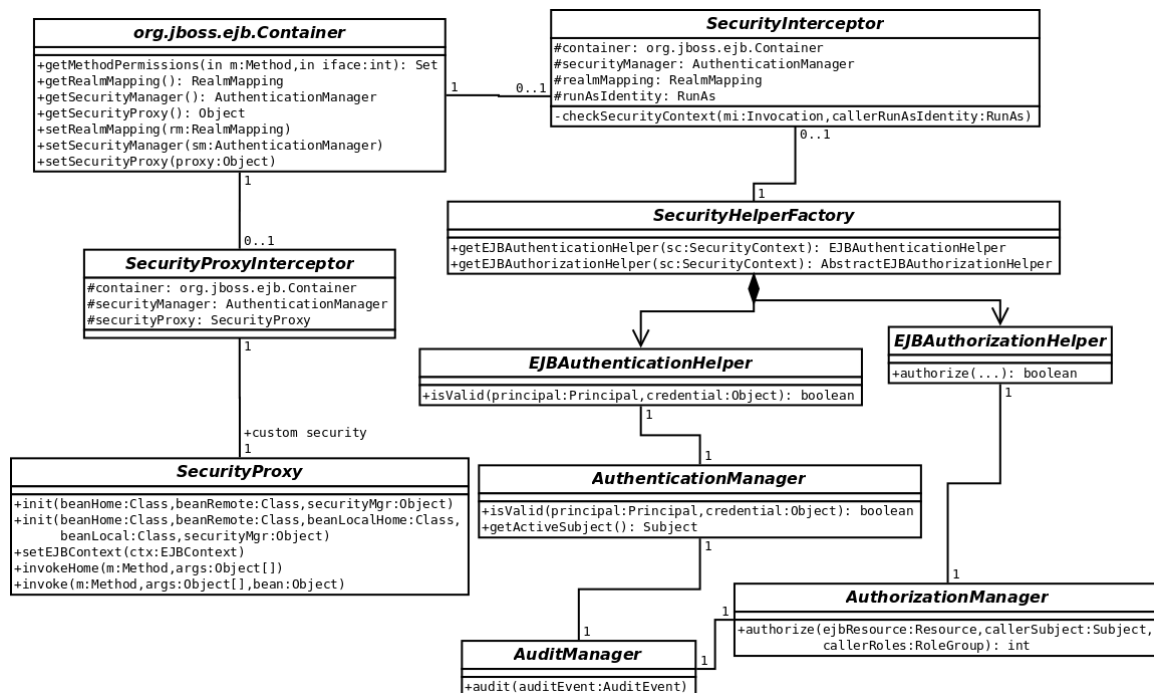 org.jboss.ejb.Container
+getMethodPermissions(in m:Method,in iface:int): Set
+getRealmMapping(): RealmMapping
+getSecurityManager(): AuthenticationManager
+getSecurityProxy(): Object
+setRealmMapping(rm:RealmMapping)
+setSecurityManager(sm:AuthenticationManager)
+setSecurityProxy(proxy:Object)
1
0..1
SecurityInterceptor
#container: org.jboss.ejb.Container
#securityManager: AuthenticationManager
#realmMapping: RealmMapping
#runAsIdentity: RunAs
-checkSecurityContext(mi:Invocation,callerRunAsIdentity:RunAs)
0..1
1
1
0..1
SecurityHelperFactory
+getEJBAuthenticationHelper(sc:SecurityContext): EJBAuthenticationHelper
+getEJBAuthorizationHelper(sc:SecurityContext): AbstractEJBAuthorizationHelper
SecurityProxyInterceptor
#container: org.jboss.ejb.Container
#securityManager: AuthenticationManager
#securityProxy: SecurityProxy
1
+custom security
1
EJBAuthenticationHelper
+isValid(principal:Principal,credential:Object): boolean
1
1
EJBAuthorizationHelper
+authorize(...): boolean
1
1
SecurityProxy
+init(beanHome:Class,beanRemote:Class,securityMgr:Object)
+init(beanHome:Class,beanRemote:Class,beanLocalHome:Class,
beanLocal:Class,securityMgr:Object)
+setEJBContext(ctx:EJBContext)
+invokeHome(m:Method,args:Object[])
+invoke(m:Method,args:Object[],bean:Object)
AuthenticationManager
+isValid(principal:Principal,credential:Object): boolean
+getActiveSubject(): Subject
1
1
AuthorizationManager
+authorize(ejbResource:Resource,callerSubject:Subject,
callerRoles:RoleGroup): int
1
1
AuditManager
+audit(auditEvent:AuditEvent)